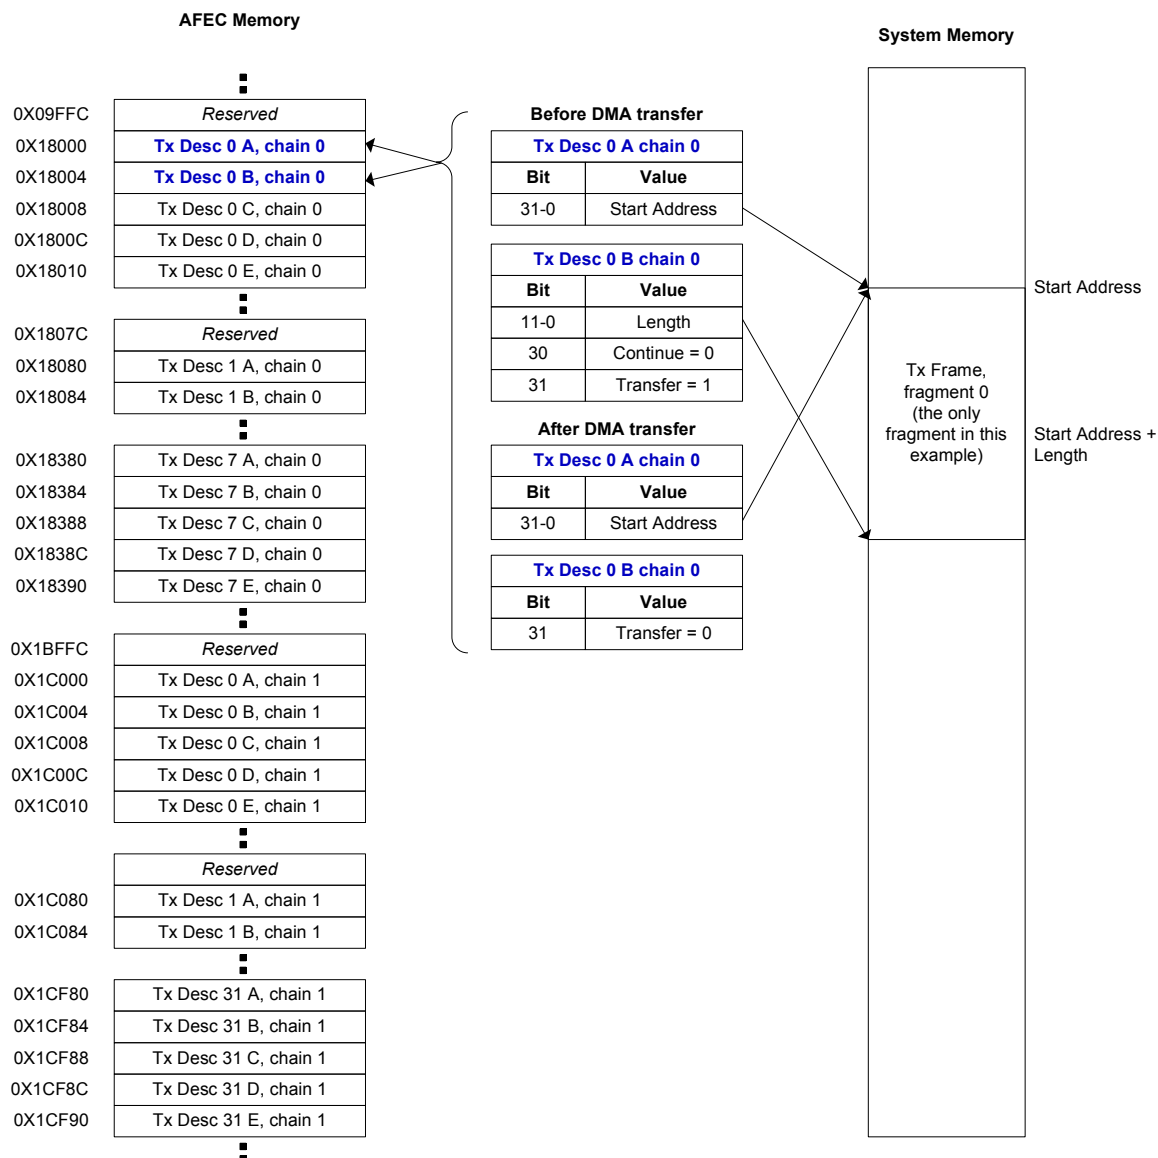 AFEC Memory
0X09FFC Reserved
0X18000 Tx Desc 0 A, chain 0
0X18004 Tx Desc 0 B, chain 0
0X18008 Tx Desc 0 C, chain 0
0X1800C Tx Desc 0 D, chain 0
0X18010 Tx Desc 0 E, chain 0
0X1807C Reserved
0X18080 Tx Desc 1 A, chain 0
0X18084 Tx Desc 1 B, chain 0
0X18380 Tx Desc 7 A, chain 0
0X18384 Tx Desc 7 B, chain 0
0X18388 Tx Desc 7 C, chain 0
0X1838C Tx Desc 7 D, chain 0
0X18390 Tx Desc 7 E, chain 0
0X1BFFC Reserved
0X1C000 Tx Desc 0 A, chain 1
0X1C004 Tx Desc 0 B, chain 1
0X1C008 Tx Desc 0 C, chain 1
0X1C00C Tx Desc 0 D, chain 1
0X1C010 Tx Desc 0 E, chain 1
Reserved
0X1C080 Tx Desc 1 A, chain 1
0X1C084 Tx Desc 1 B, chain 1
0X1CF80 Tx Desc 31 A, chain 1
0X1CF84 Tx Desc 31 B, chain 1
0X1CF88 Tx Desc 31 C, chain 1
0X1CF8C Tx Desc 31 D, chain 1
0X1CF90 Tx Desc 31 E, chain 1
Before DMA transfer
Tx Desc 0 A chain 0
Bit Value
31-0 Start Address
Tx Desc 0 B chain 0
Bit Value
11-0 Length
30 Continue = 0
31 Transfer = 1
After DMA transfer
Tx Desc 0 A chain 0
Bit Value
31-0 Start Address
Tx Desc 0 B chain 0
Bit Value
31 Transfer = 0
System Memory
Start Address
Tx Frame,
fragment 0
(the only
fragment in this
example)
Start Address +
Length